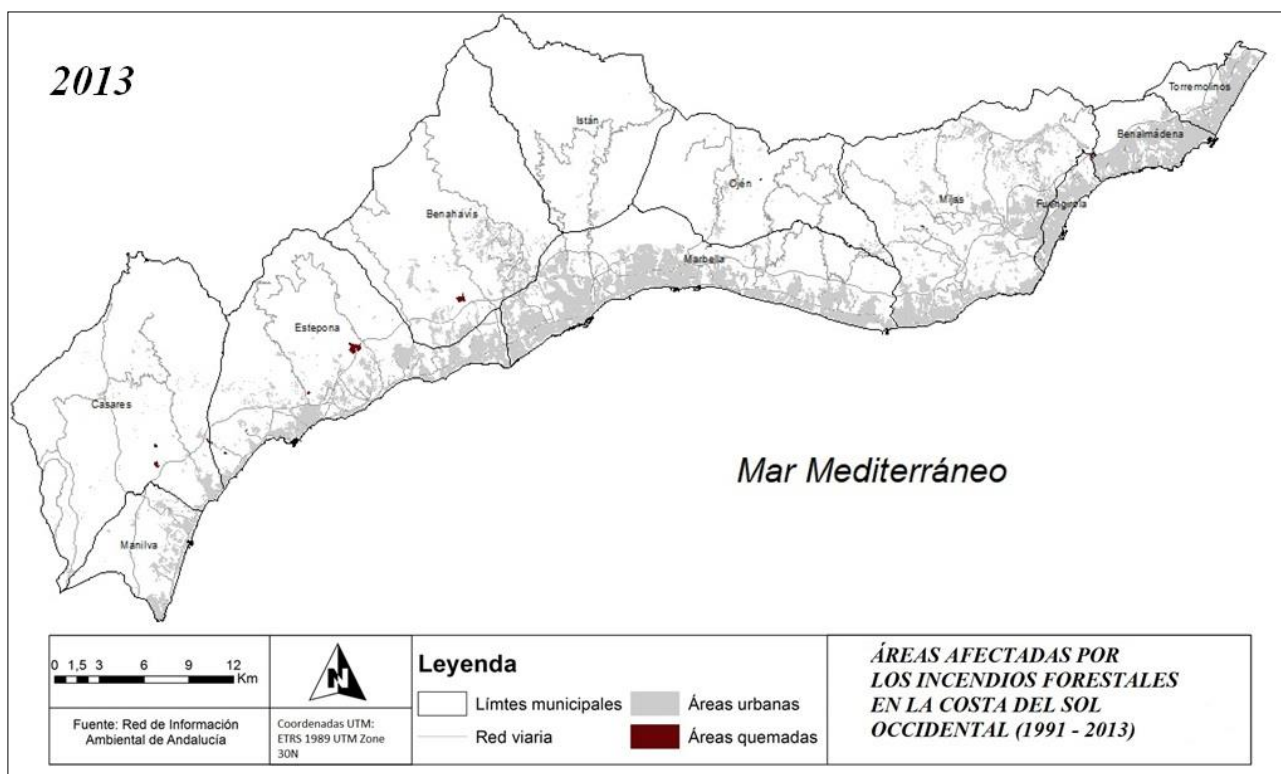 2013
Torremolinos
Benalmádena
Istán
Ojén
Mijas
Fuengirola
Benahavís
Marbella
Estepona
Casares
Manilva
Mar Mediterráneo
0 1,5 3 6 9 12
Km
Fuente: Red de Información
Ambiental de Andalucía
N
Coordenadas UTM:
ETRS 1989 UTM Zone
30N
Leyenda
Límtes municipales
Áreas urbanas
Red viaria
Áreas quemadas
ÁREAS AFECTADAS POR
LOS INCENDIOS FORESTALES
EN LA COSTA DEL SOL
OCCIDENTAL (1991 - 2013)